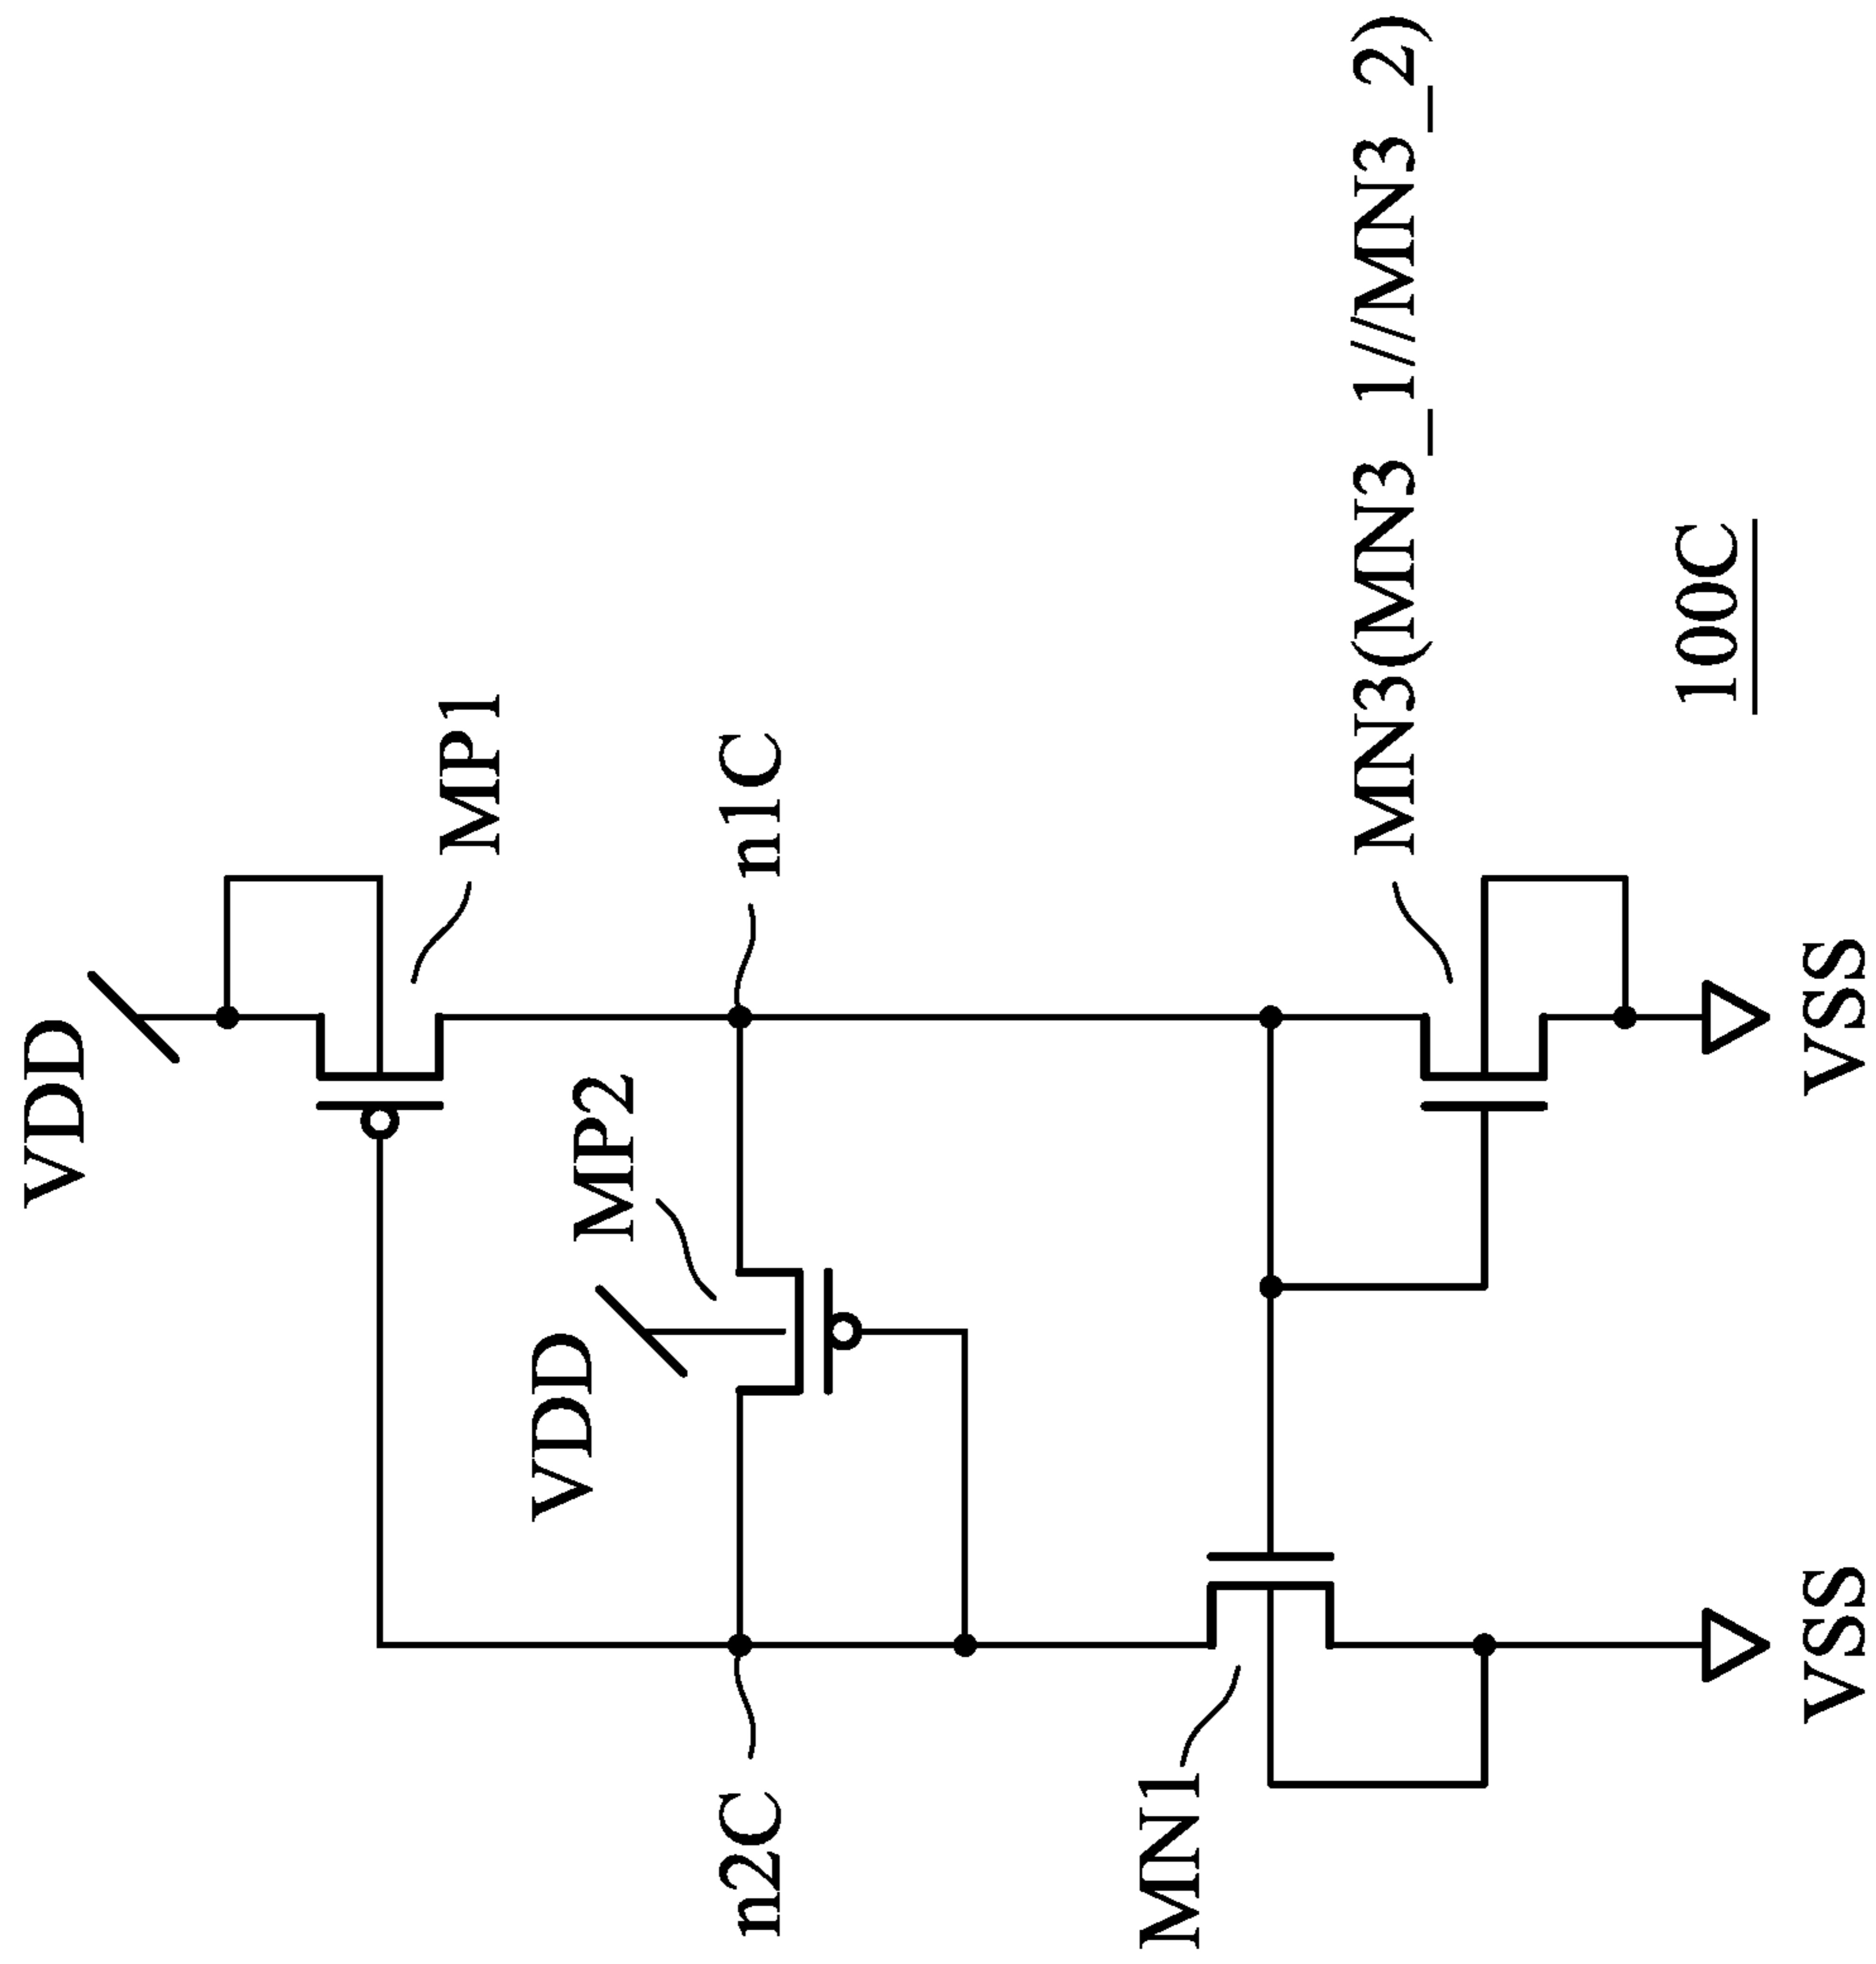 VDD
MP1
MP2
VDD
n1C
n2C
MN1
MN3(MN3_1//MN3_2)
VSS
VSS
100C